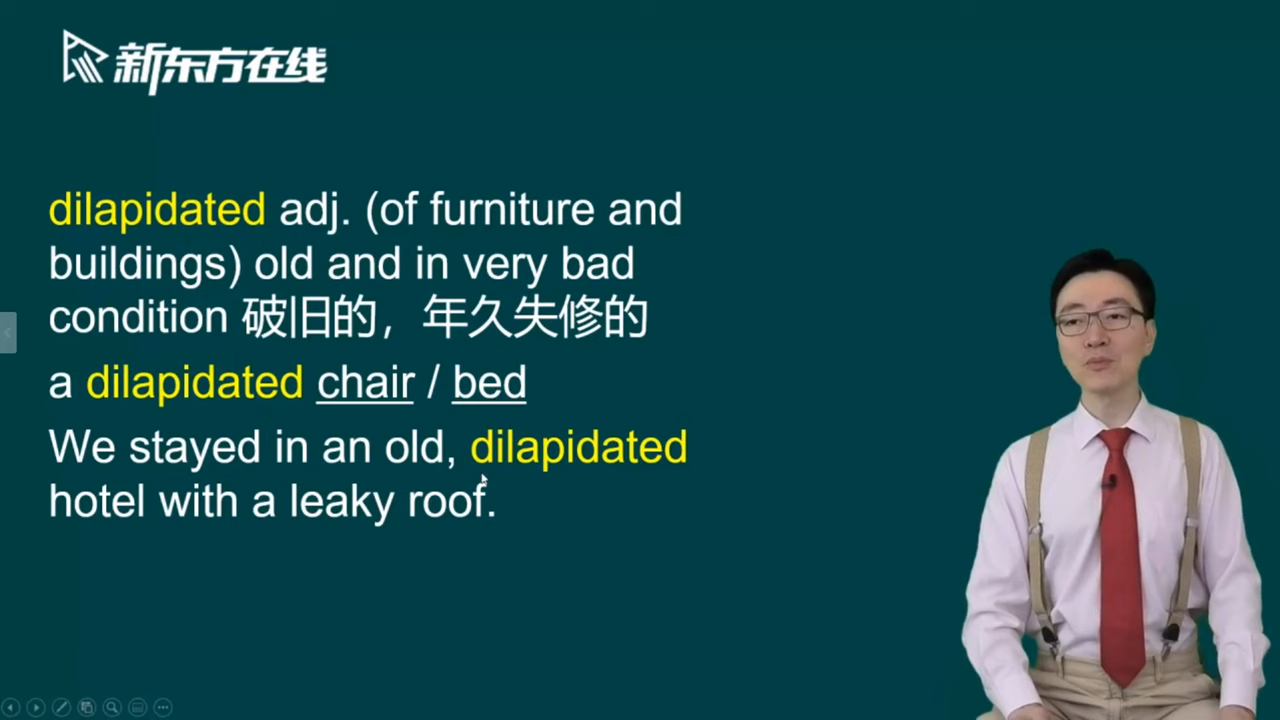 新东方在线
dilapidated adj. (of furniture and
buildings) old and in very bad
condition 破旧的，年久失修的
a dilapidated chair / bed
We stayed in an old, dilapidated
hotel with a leaky roof.